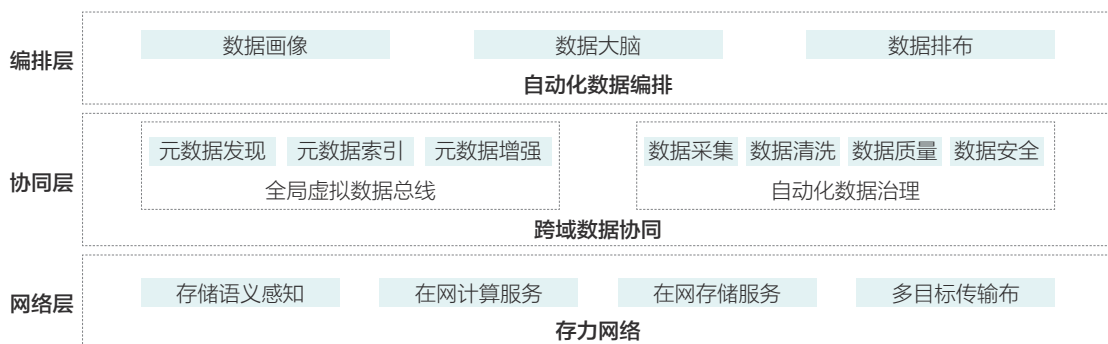 数据画像 数据大脑 数据排布
编排层
自动化数据编排
元数据发现 元数据索引 元数据增强 数据采集 数据清洗 数据质量 数据安全
协同层
全局虚拟数据总线 自动化数据治理
跨域数据协同
存储语义感知 在网计算服务 在网存储服务 多目标传输布
网络层
存力网络